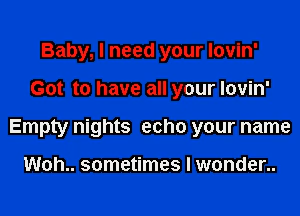 Baby, I need your lovin'
Got to have all your lovin'
Empty nights echo your name
Woh.. sometimes I wonder..